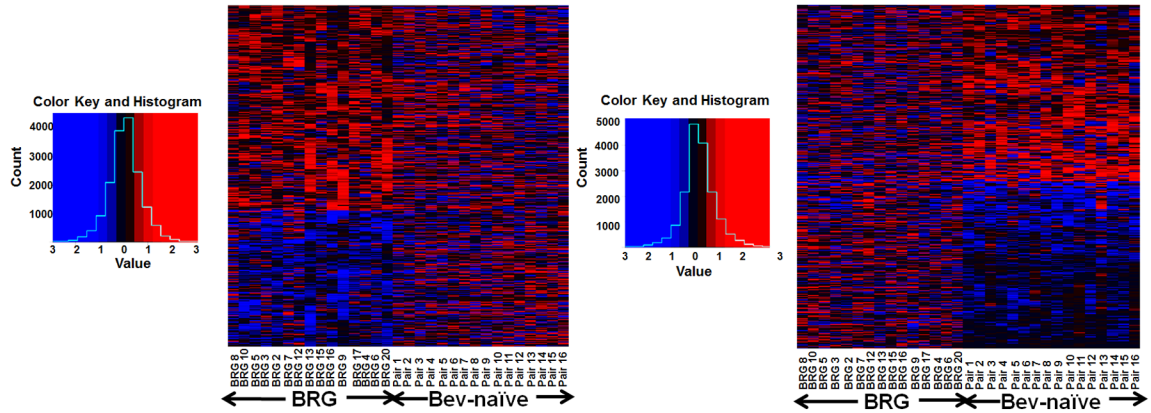 Color Key and Histogram
Count
4000
3000
2000
1000
3 2 1 0 1 2 3
Value
BRG 8
BRG 10
BRG 5
BRG 3
BRG 2
BRG 7
BRG 12
BRG 13
BRG 15
BRG 16
BRG 9
BRG 17
BRG 4
BRG 6
BRG 20
Pair 1
Pair 2
Pair 3
Pair 4
Pair 5
Pair 6
Pair 7
Pair 8
Pair 9
Pair 10
Pair 11
Pair 12
Pair 13
Pair 14
Pair 15
Pair 16
BRG
Bev-naïve
Color Key and Histogram
Count
5000
4000
3000
2000
1000
3 2 1 0 1 2 3
Value
BRG 8
BRG 10
BRG 5
BRG 3
BRG 2
BRG 7
BRG 12
BRG 13
BRG 15
BRG 16
BRG 9
BRG 17
BRG 4
BRG 6
BRG 20
Pair 1
Pair 2
Pair 3
Pair 4
Pair 5
Pair 6
Pair 7
Pair 8
Pair 9
Pair 10
Pair 11
Pair 12
Pair 13
Pair 14
Pair 15
Pair 16
BRG
Bev-naïve